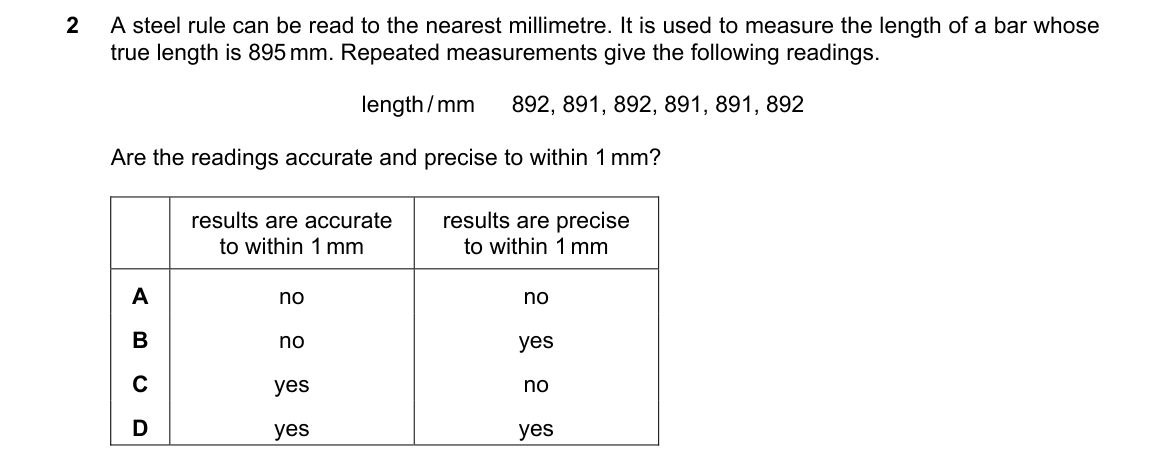 2 A steel rule can be read to the nearest millimetre. It is used to measure the length of a bar whose
true length is 895 mm. Repeated measurements give the following readings.
length / mm 892, 891, 892, 891, 891, 892
Are the readings accurate and precise to within 1 mm?
results are accurate results are precise
to within 1 mm to within 1 mm
A no no
B no yes
C yes no
D yes yes